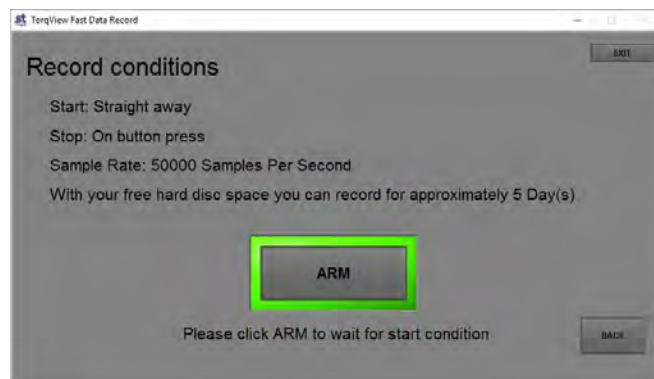 TorqView Fast Data Record
EXIT
Record conditions
Start: Straight away
Stop: On button press
Sample Rate: 50000 Samples Per Second
With your free hard disc space you can record for approximately 5 Day(s)
ARM
Please click ARM to wait for start condition
BACK